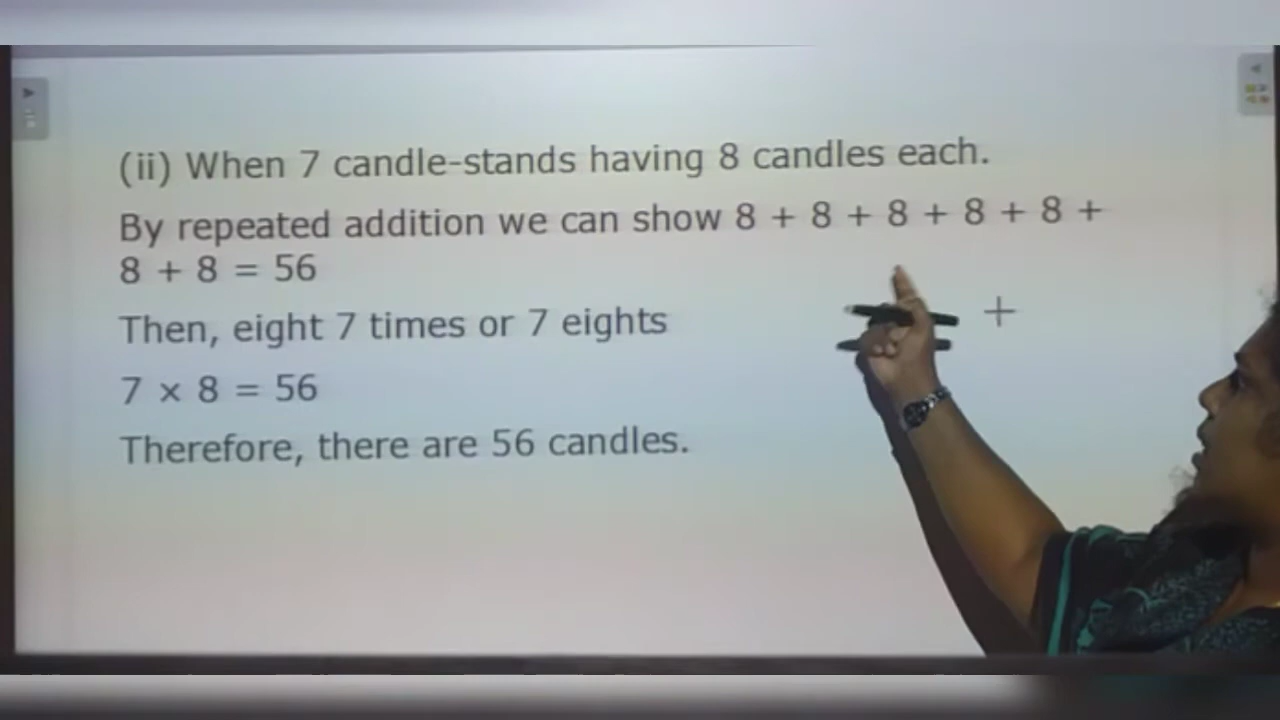 (ii) When 7 candle-stands having 8 candles each.
By repeated addition we can show 8 + 8 + 8 + 8 + 8 +
8 + 8 = 56
Then, eight 7 times or 7 eights
+
7 × 8 = 56
Therefore, there are 56 candles.